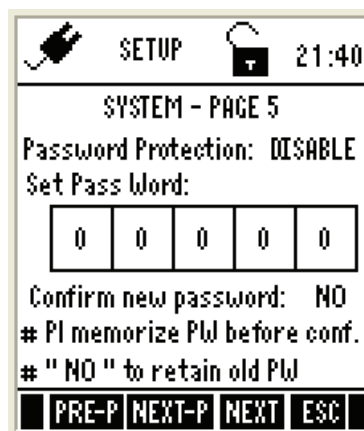 SETUP T 21:40
SYSTEM - PAGE 5
Password Protection: DISABLE
Set Pass Word:
0 0 0 0 0
Confirm new password: NO
# Pl memorize PW before conf.
# " NO " to retain old PW
PRE-P NEXT-P NEXT ESC